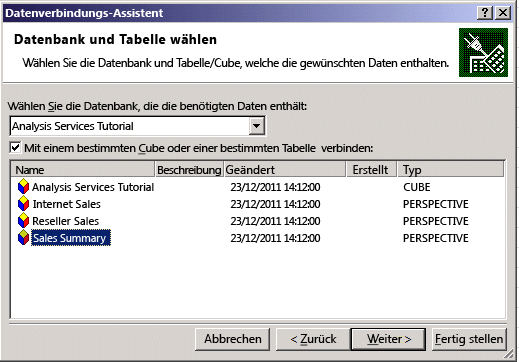 Datenverbindungs-Assistent
Datenbank und Tabelle wählen
Wählen Sie die Datenbank und Tabelle/Cube, welche die gewünschten Daten enthalten.
Wählen Sie die Datenbank, die die benötigten Daten enthält:
Analysis Services Tutorial
Mit einem bestimmten Cube oder einer bestimmten Tabelle verbinden:
Name Beschreibung Geändert Erstellt Typ
Analysis Services Tutorial 23/12/2011 14:12:00 CUBE
Internet Sales 23/12/2011 14:12:00 PERSPECTIVE
Reseller Sales 23/12/2011 14:12:00 PERSPECTIVE
Sales Summary 23/12/2011 14:12:00 PERSPECTIVE
Abbrechen < Zurück Weiter > Fertig stellen